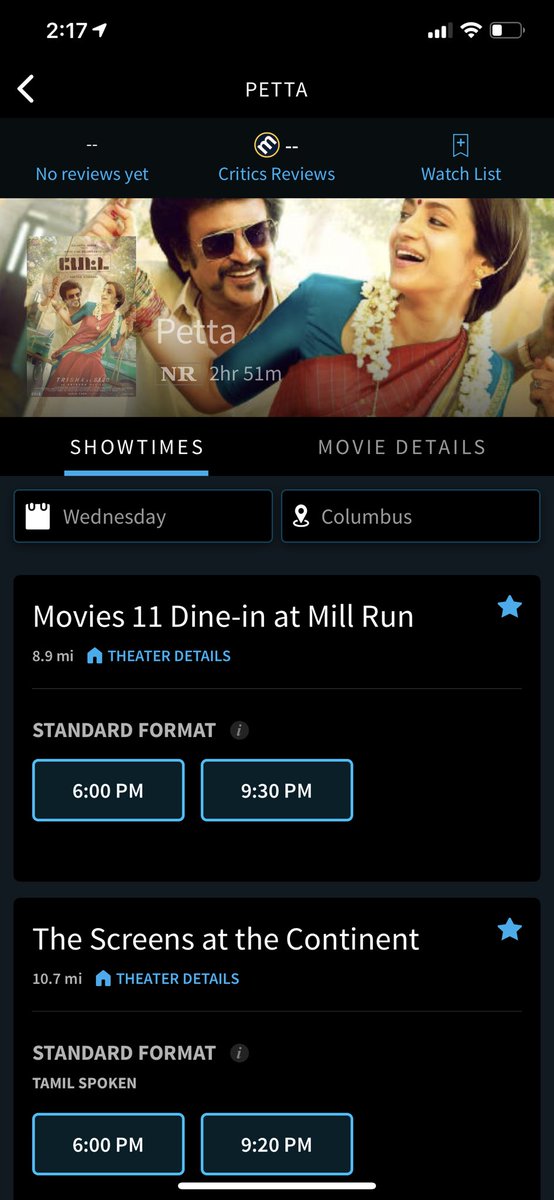 2:17
PETTA
--
--
No reviews yet
Critics Reviews
Watch List
பேட்ட
Petta
NR 2hr 51m
SHOWTIMES
MOVIE DETAILS
Wednesday
Columbus
Movies 11 Dine-in at Mill Run
8.9 mi THEATER DETAILS
STANDARD FORMAT i
6:00 PM
9:30 PM
The Screens at the Continent
10.7 mi THEATER DETAILS
STANDARD FORMAT i
TAMIL SPOKEN
6:00 PM
9:20 PM